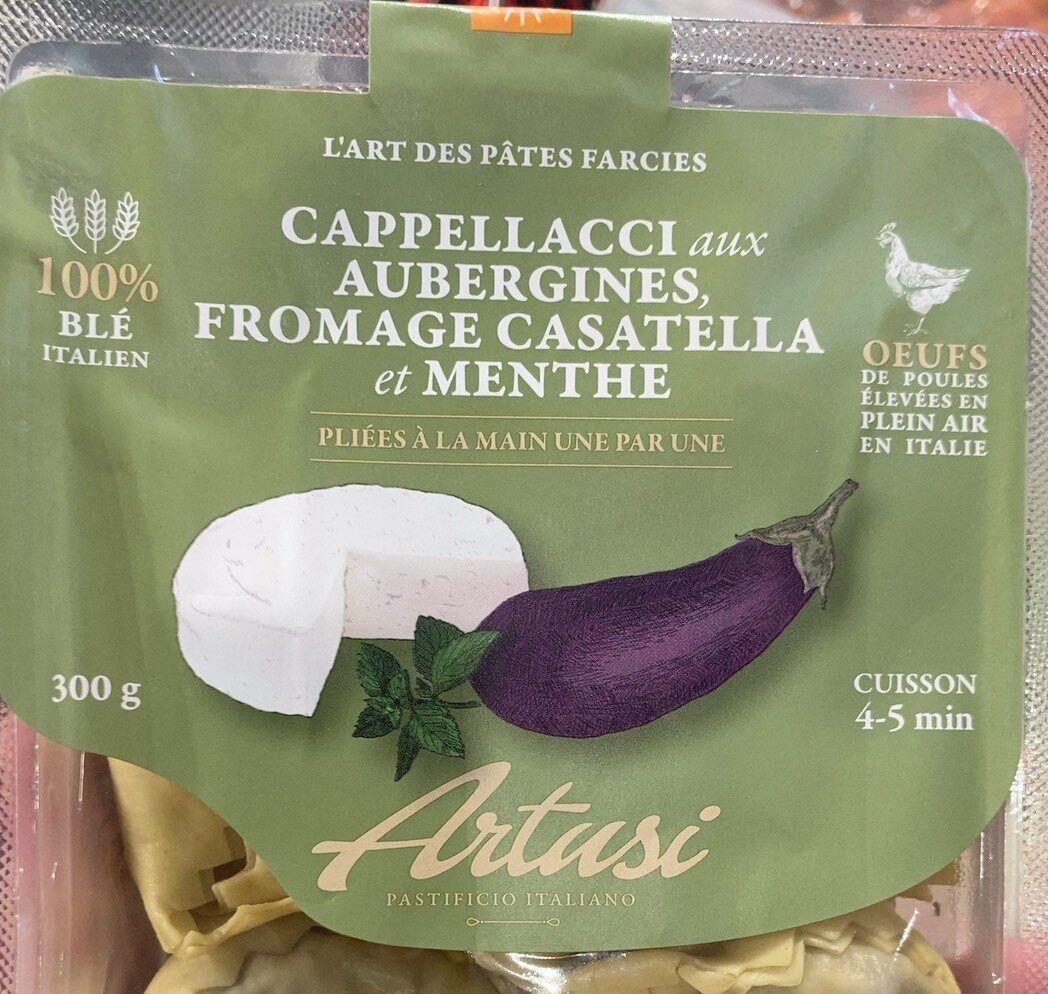 L'ART DES PÂTES FARCIES
CAPPELLACCI aux
AUBERGINES,
FROMAGE CASATELLA
et MENTHE
PLIÉES À LA MAIN UNE PAR UNE
100%
BLÉ
ITALIEN
OEUFS
DE POULES
ÉLEVÉES EN
PLEIN AIR
EN ITALIE
300 g
CUISSON
4-5 min
Artusi
PASTIFICIO ITALIANO